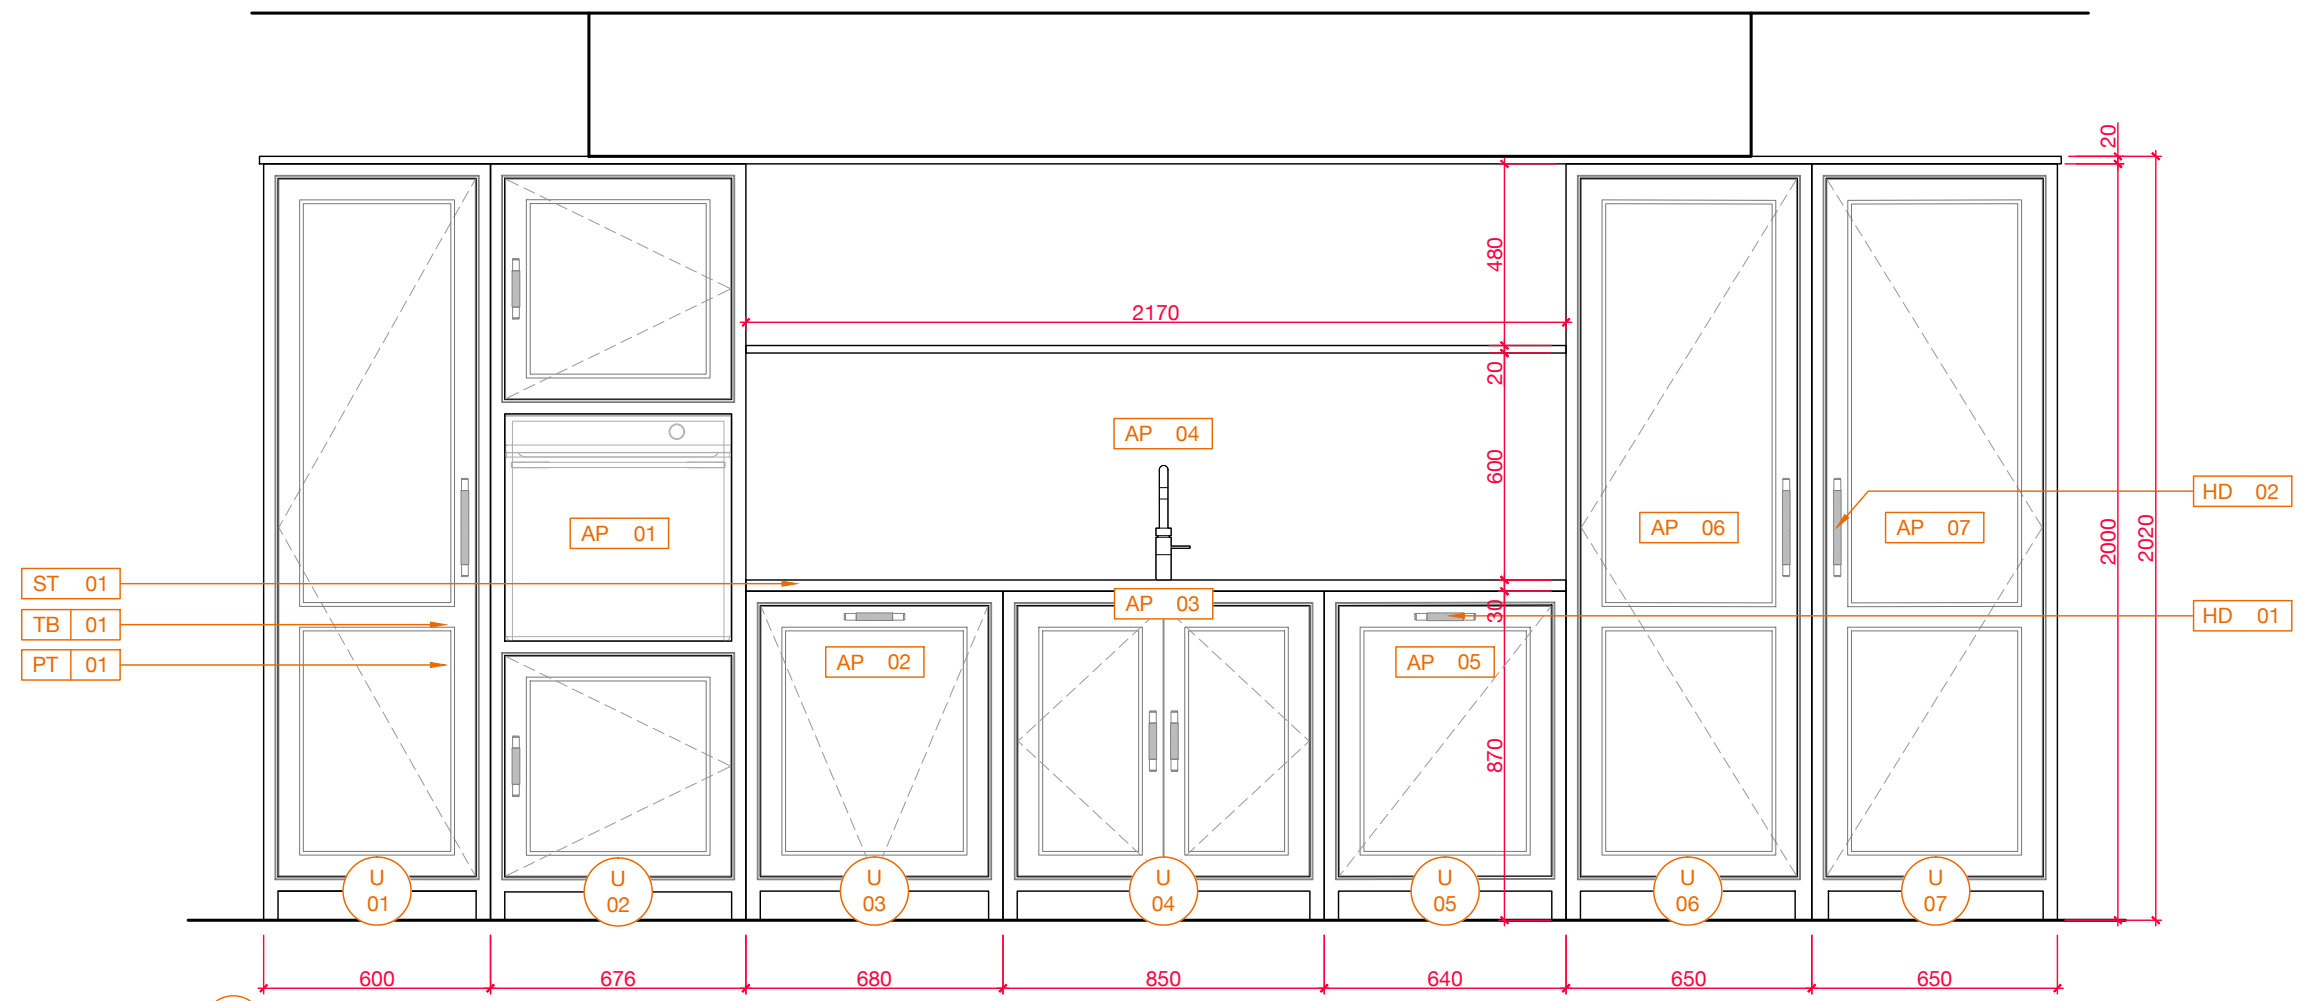 20
480
2170
20
AP 04
600
HD 02
AP 01
AP 06
AP 07
2000
2020
ST 01
AP 03
30
HD 01
TB 01
PT 01
AP 02
AP 05
870
U
01
U
02
U
03
U
04
U
05
U
06
U
07
600
676
680
850
640
650
650